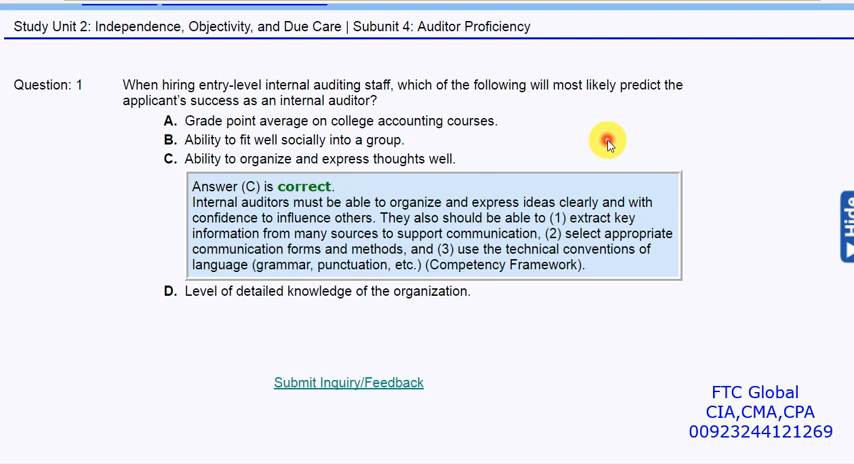 Study Unit 2: Independence, Objectivity, and Due Care | Subunit 4: Auditor Proficiency
Question: 1
When hiring entry-level internal auditing staff, which of the following will most likely predict the
applicant's success as an internal auditor?
A. Grade point average on college accounting courses.
B. Ability to fit well socially into a group.
C. Ability to organize and express thoughts well.
Answer (C) is correct.
Internal auditors must be able to organize and express ideas clearly and with
confidence to influence others. They also should be able to (1) extract key
information from many sources to support communication, (2) select appropriate
communication forms and methods, and (3) use the technical conventions of
language (grammar, punctuation, etc.) (Competency Framework).
D. Level of detailed knowledge of the organization.
Submit Inquiry/Feedback
Hide
FTC Global
CIA,CMA,CPA
00923244121269